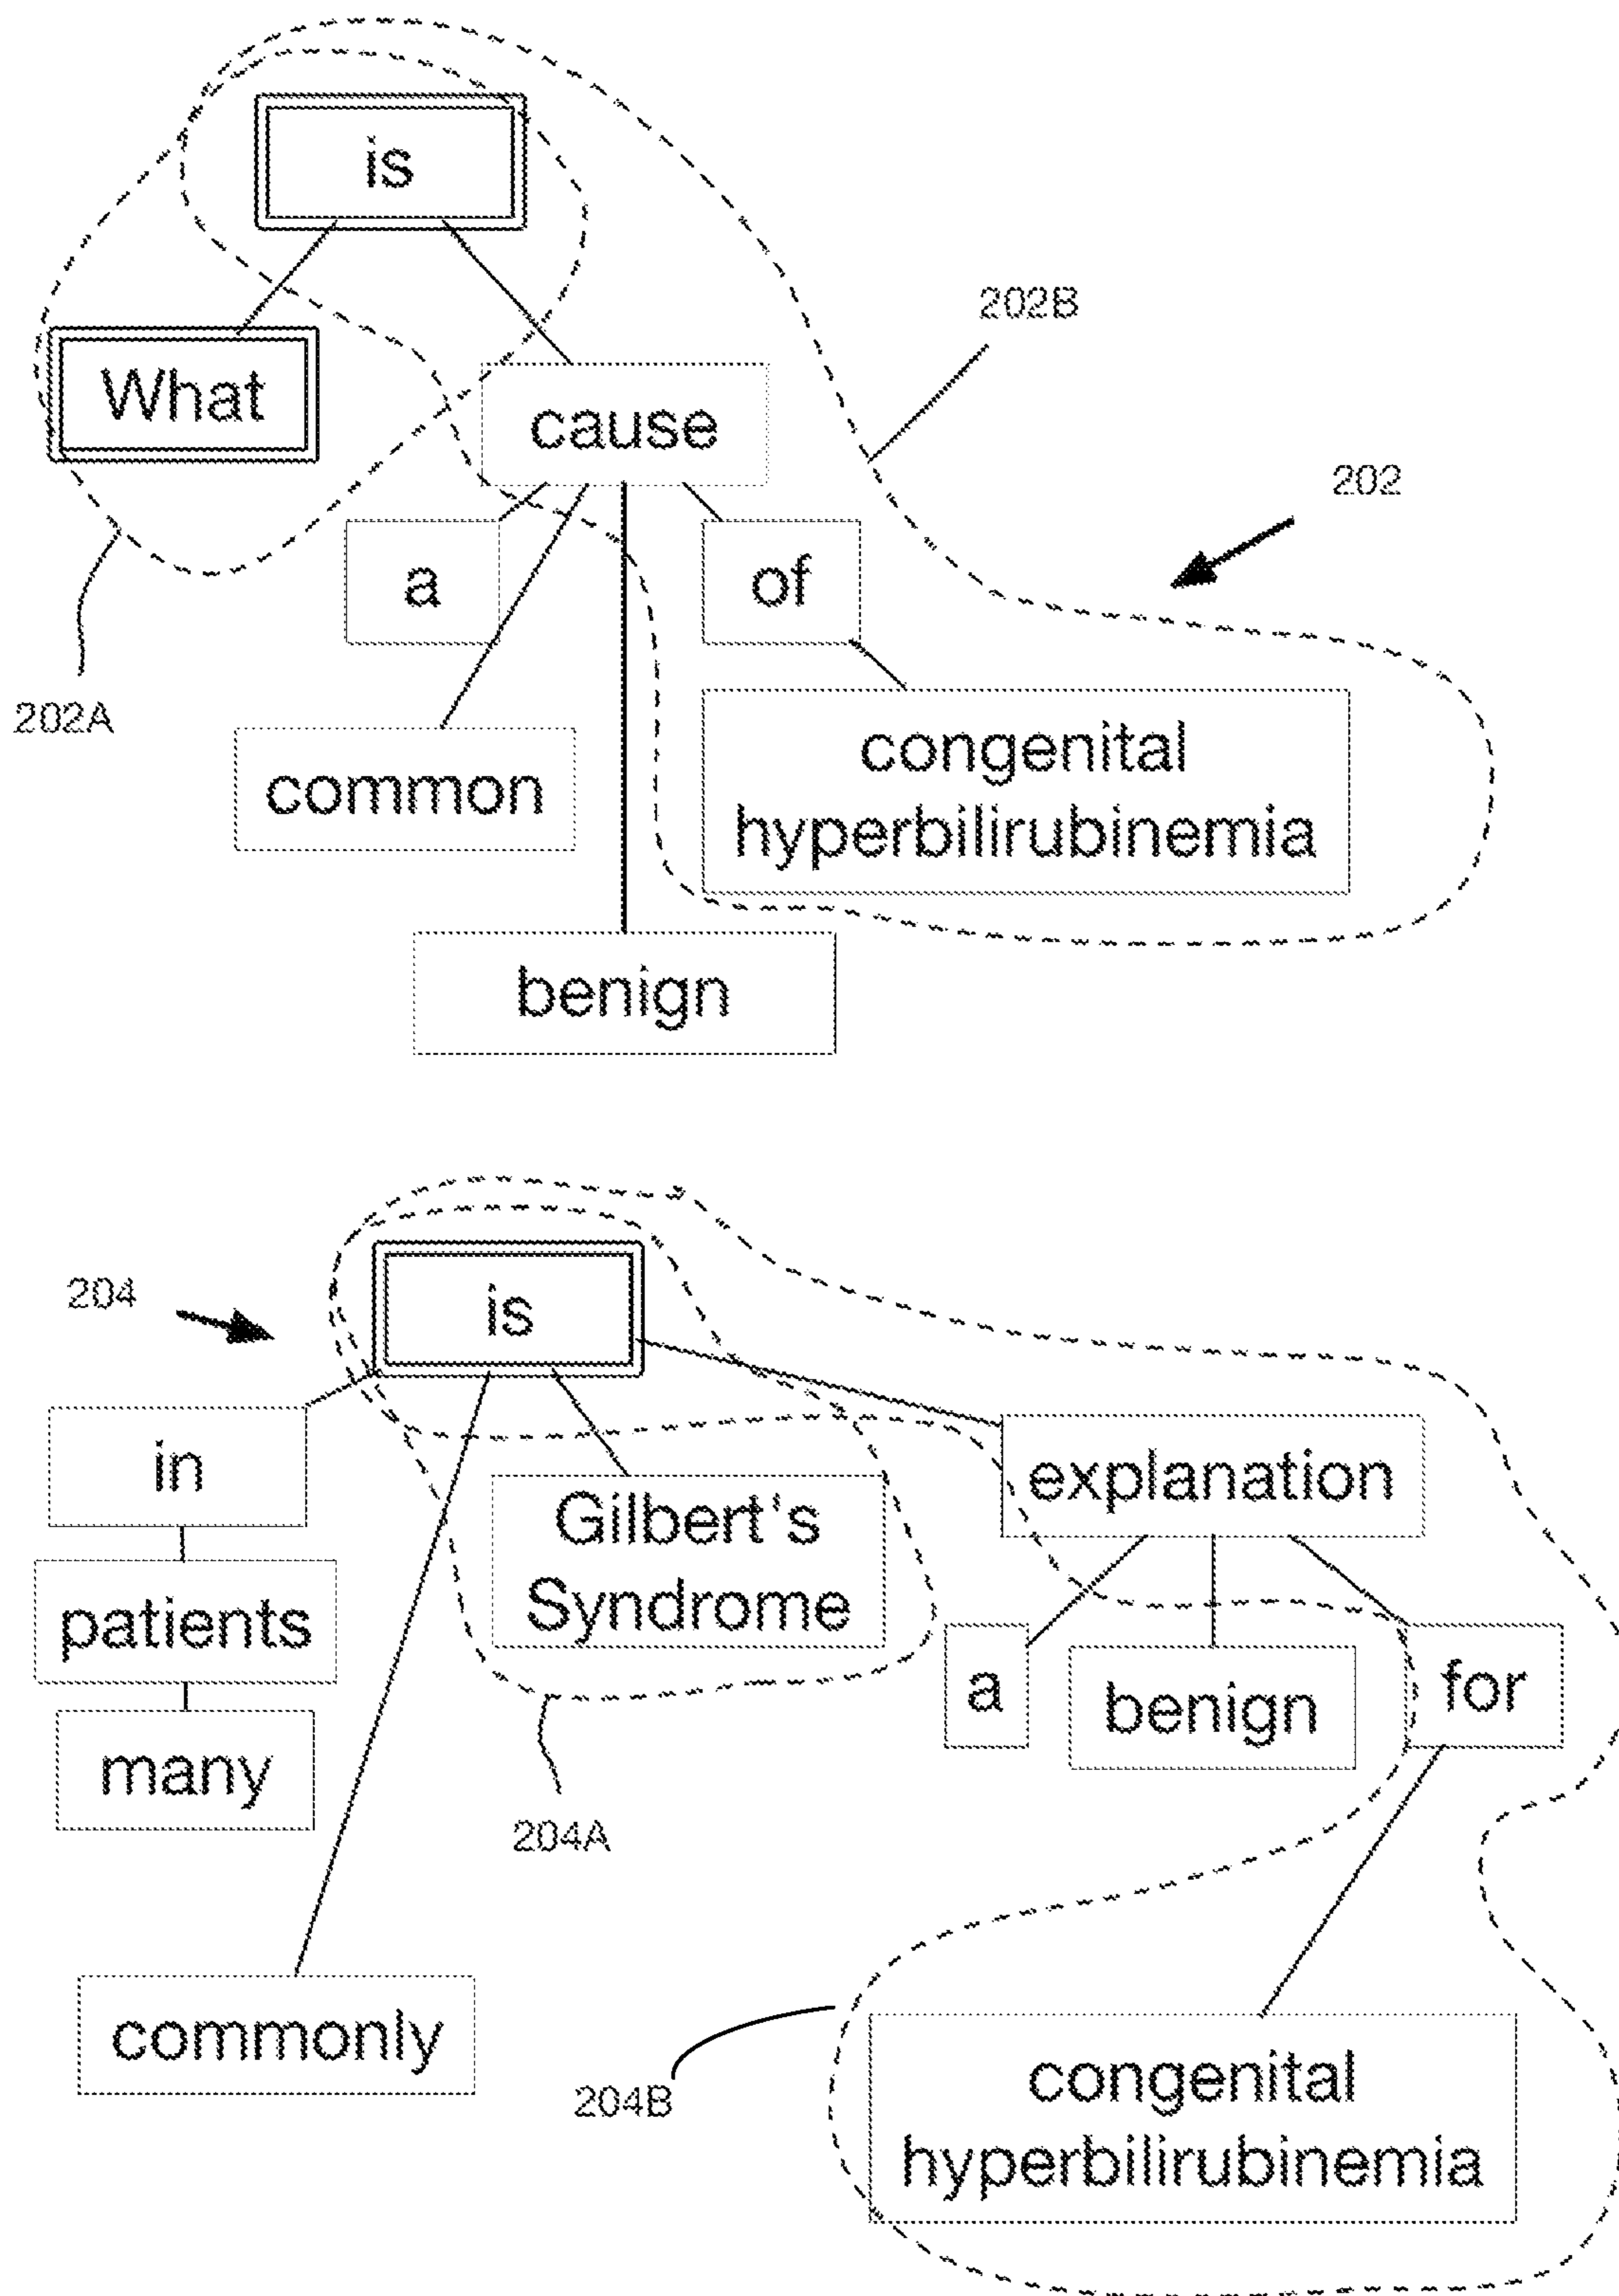 is
202B
What
cause
202
a
of
202A
common
congenital
hyperbilirubinemia
benign
204
is
in
Gilbert's
Syndrome
explanation
patients
a
benign
for
many
204A
commonly
204B
congenital
hyperbilirubinemia